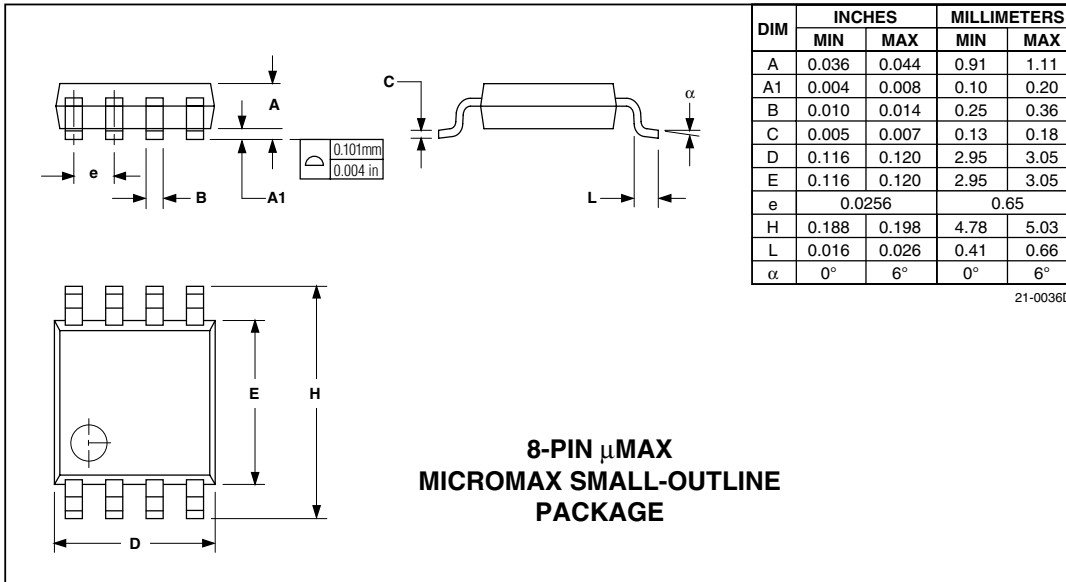 DIM INCHES MILLIMETERS
MIN MAX MIN MAX
A 0.036 0.044 0.91 1.11
A1 0.004 0.008 0.10 0.20
B 0.010 0.014 0.25 0.36
C 0.005 0.007 0.13 0.18
D 0.116 0.120 2.95 3.05
E 0.116 0.120 2.95 3.05
e 0.0256 0.65
H 0.188 0.198 4.78 5.03
L 0.016 0.026 0.41 0.66
α 0° 6° 0° 6°
21-0036D
A
C
α
0.101mm
0.004 in
e
B
A1
L
E
H
D
8-PIN μMAX
MICROMAX SMALL-OUTLINE
PACKAGE